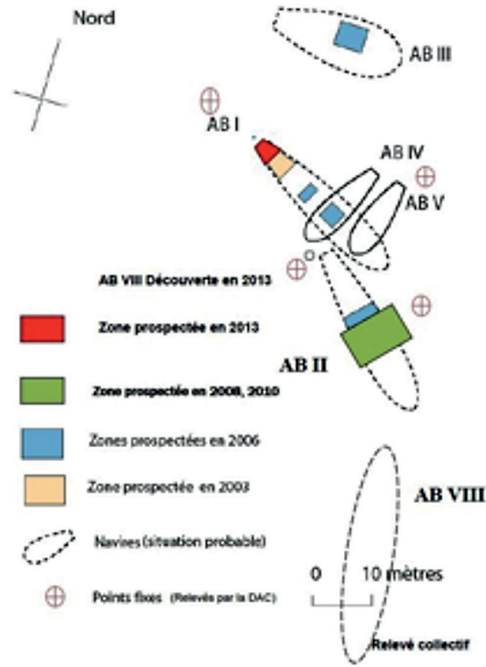 Nord
AB III
AB I
AB IV
AB V
AB VIII Découverte en 2013
Zone prospectée en 2013
AB II
Zone prospectée en 2008, 2010
Zones prospectées en 2006
Zone prospectée en 2003
AB VIII
Navires (situation probable)
0 10 mètres
Points fixes (Relevés par la DAC)
Relevé collectif